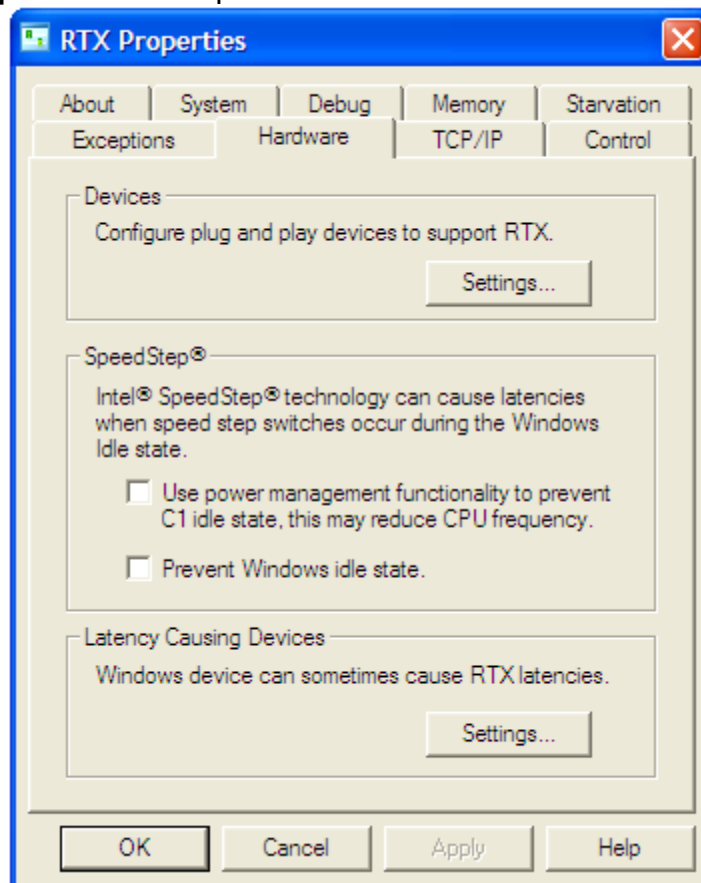 RTX Properties
About System Debug Memory Starvation
Exceptions Hardware TCP/IP Control
Devices
Configure plug and play devices to support RTX.
Settings...
SpeedStep®
Intel® SpeedStep® technology can cause latencies
when speed step switches occur during the Windows
Idle state.
Use power management functionality to prevent
C1 idle state, this may reduce CPU frequency.
Prevent Windows idle state.
Latency Causing Devices
Windows device can sometimes cause RTX latencies.
Settings...
OK Cancel Apply Help